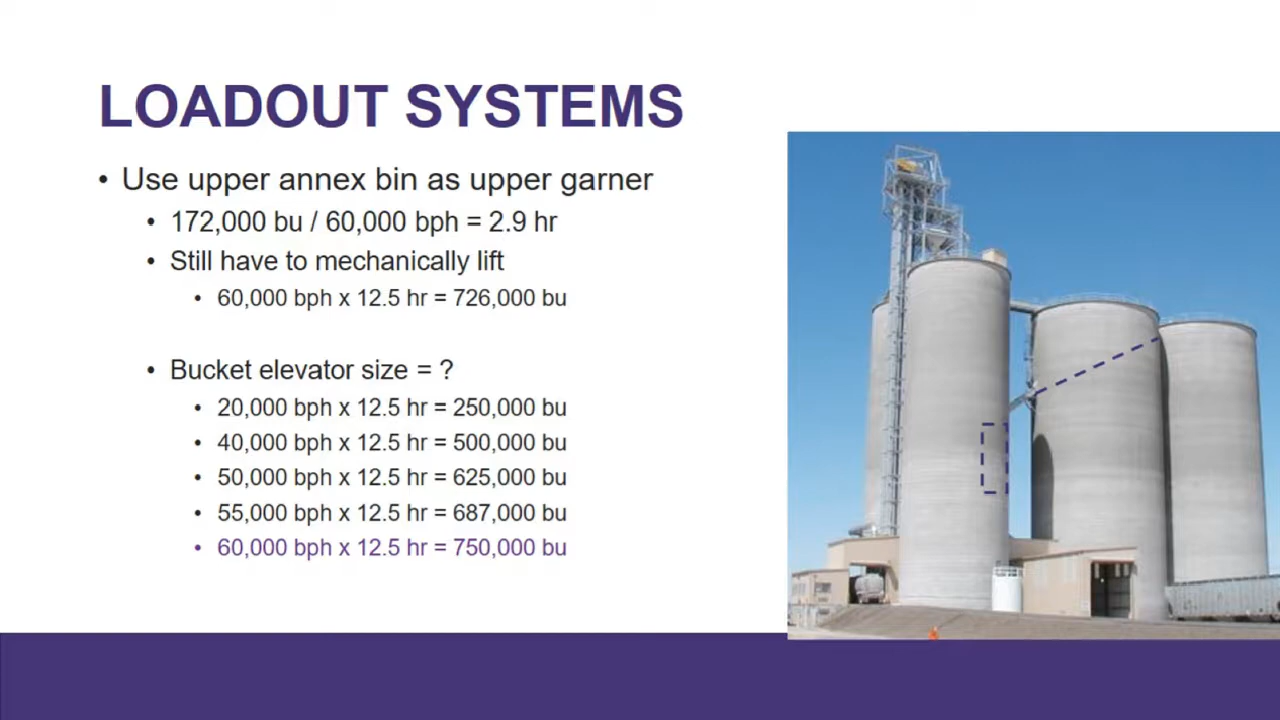 LOADOUT SYSTEMS
• Use upper annex bin as upper garner
• 172,000 bu / 60,000 bph = 2.9 hr
• Still have to mechanically lift
• 60,000 bph x 12.5 hr = 726,000 bu
• Bucket elevator size = ?
• 20,000 bph x 12.5 hr = 250,000 bu
• 40,000 bph x 12.5 hr = 500,000 bu
• 50,000 bph x 12.5 hr = 625,000 bu
• 55,000 bph x 12.5 hr = 687,000 bu
• 60,000 bph x 12.5 hr = 750,000 bu